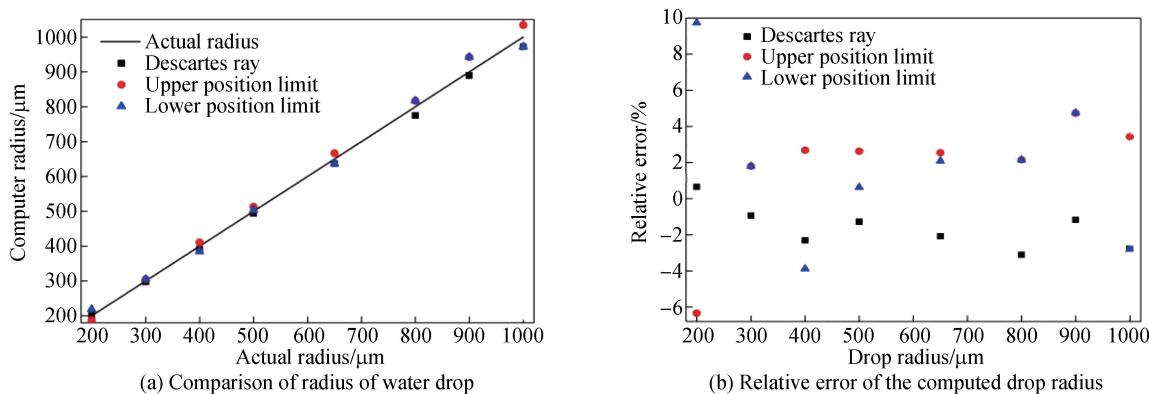 1000
900
800
700
600
500
400
300
200
Computer radius/μm
Actual radius
Descartes ray
Upper position limit
Lower position limit
200 300 400 500 600 700 800 900 1000
Actual radius/μm
(a) Comparison of radius of water drop
10
8
6
4
2
0
−2
−4
−6
Relative error/%
Descartes ray
Upper position limit
Lower position limit
200 300 400 500 600 700 800 900 1000
Drop radius/μm
(b) Relative error of the computed drop radius